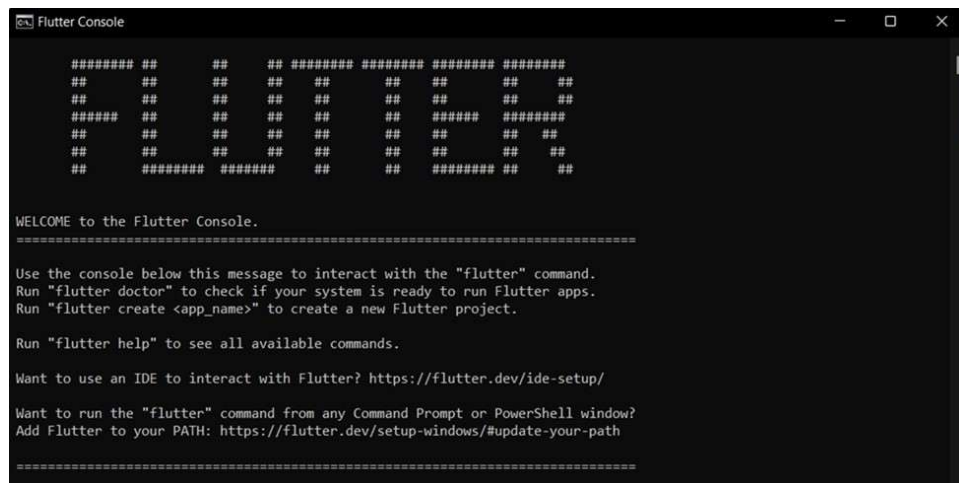 Flutter Console
######## ##       ##     ## ######## ######## ######## ########
##       ##       ##     ##    ##       ##    ##       ##     ##
##       ##       ##     ##    ##       ##    ##       ##     ##
######   ##       ##     ##    ##       ##    ######   ########
##       ##       ##     ##    ##       ##    ##       ##   ##
##       ##       ##     ##    ##       ##    ##       ##    ##
##       ########  #######     ##       ##    ######## ##     ##
WELCOME to the Flutter Console.
===============================================================================
Use the console below this message to interact with the "flutter" command.
Run "flutter doctor" to check if your system is ready to run Flutter apps.
Run "flutter create <app_name>" to create a new Flutter project.
Run "flutter help" to see all available commands.
Want to use an IDE to interact with Flutter? https://flutter.dev/ide-setup/
Want to run the "flutter" command from any Command Prompt or PowerShell window?
Add Flutter to your PATH: https://flutter.dev/setup-windows/#update-your-path
===============================================================================